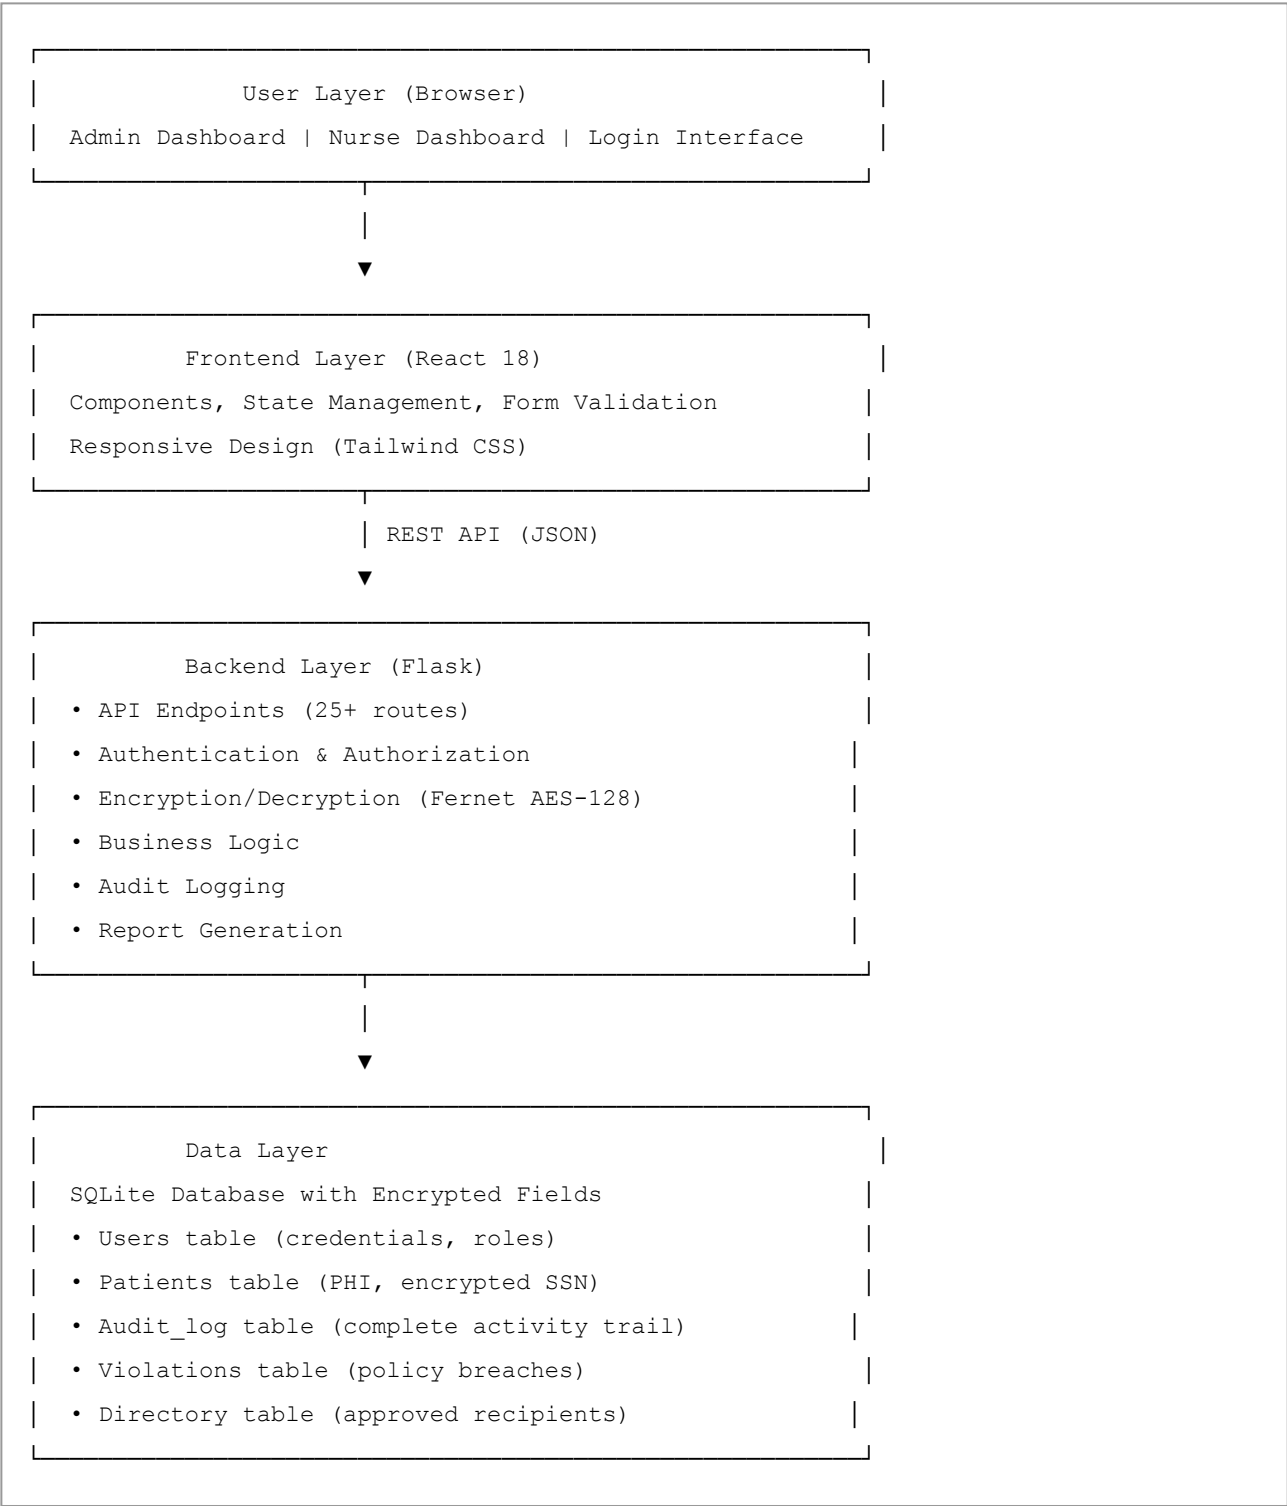 User Layer (Browser)
Admin Dashboard | Nurse Dashboard | Login Interface
Frontend Layer (React 18)
Components, State Management, Form Validation
Responsive Design (Tailwind CSS)
REST API (JSON)
Backend Layer (Flask)
• API Endpoints (25+ routes)
• Authentication & Authorization
• Encryption/Decryption (Fernet AES-128)
• Business Logic
• Audit Logging
• Report Generation
Data Layer
SQLite Database with Encrypted Fields
• Users table (credentials, roles)
• Patients table (PHI, encrypted SSN)
• Audit_log table (complete activity trail)
• Violations table (policy breaches)
• Directory table (approved recipients)